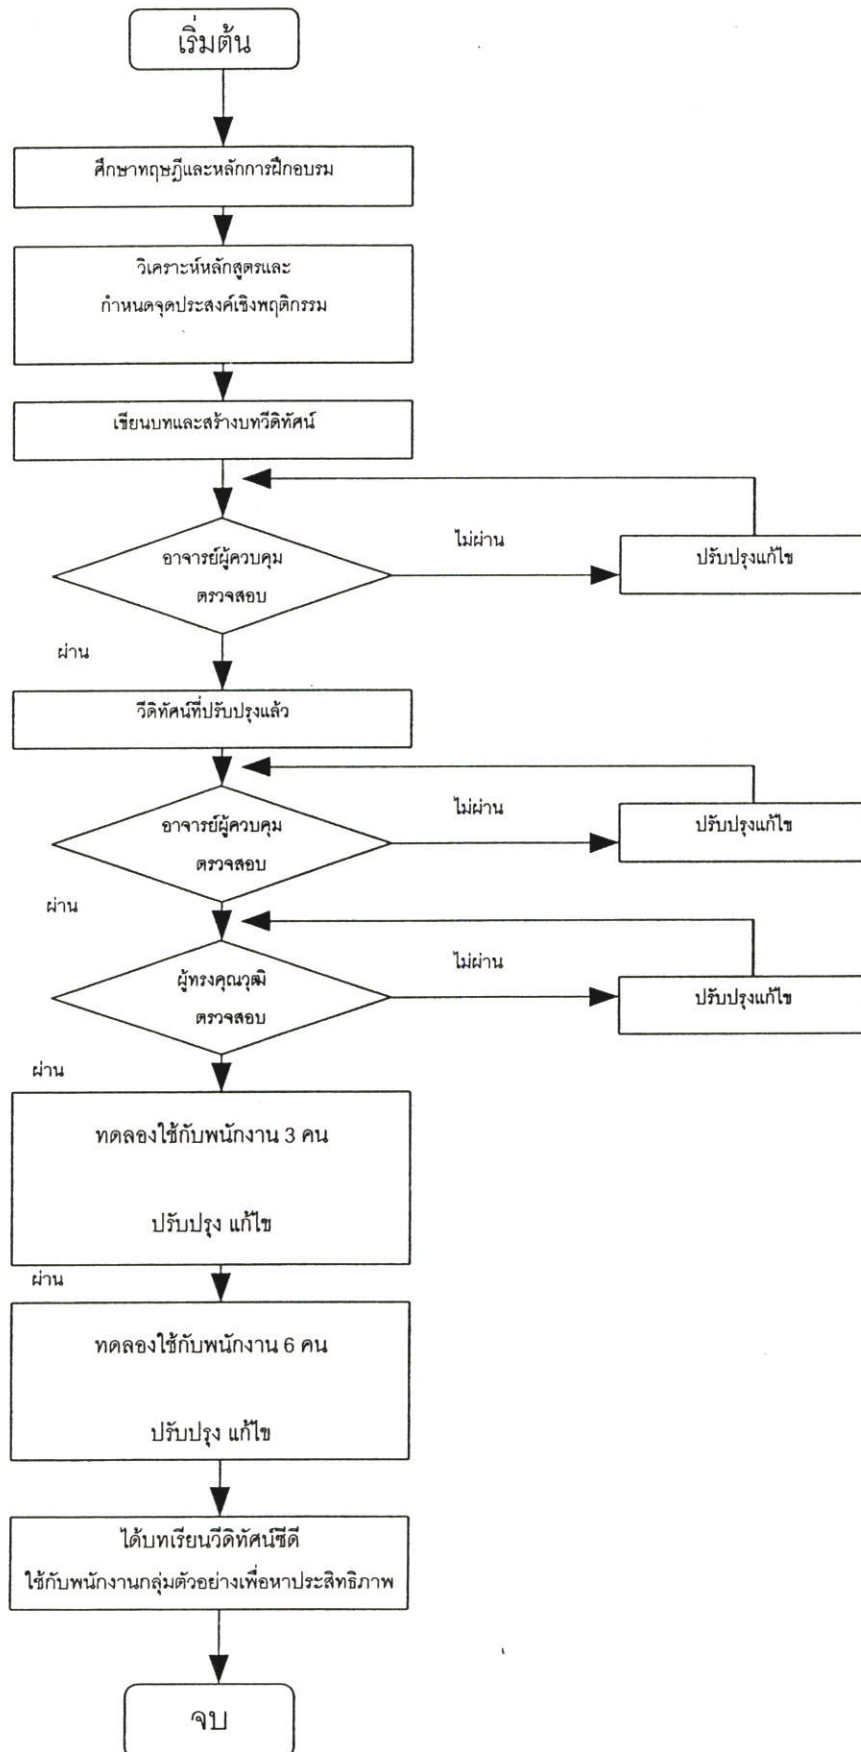 เริ่มต้น
ศึกษาทฤษฎีและหลักการฝึกอบรม
วิเคราะห์หลักสูตรและ
กำหนดจุดประสงค์เชิงพฤติกรรม
เขียนบทและสร้างบทวีดิทัศน์
อาจารย์ผู้ควบคุม
ตรวจสอบ
ไม่ผ่าน
ปรับปรุงแก้ไข
ผ่าน
วีดิทัศน์ที่ปรับปรุงแล้ว
อาจารย์ผู้ควบคุม
ตรวจสอบ
ไม่ผ่าน
ปรับปรุงแก้ไข
ผ่าน
ผู้ทรงคุณวุฒิ
ตรวจสอบ
ไม่ผ่าน
ปรับปรุงแก้ไข
ผ่าน
ทดลองใช้กับพนักงาน 3 คน
ปรับปรุง แก้ไข
ผ่าน
ทดลองใช้กับพนักงาน 6 คน
ปรับปรุง แก้ไข
ได้บทเรียนวีดิทัศน์ซีดี
ใช้กับพนักงานกลุ่มตัวอย่างเพื่อหาประสิทธิภาพ
จบ